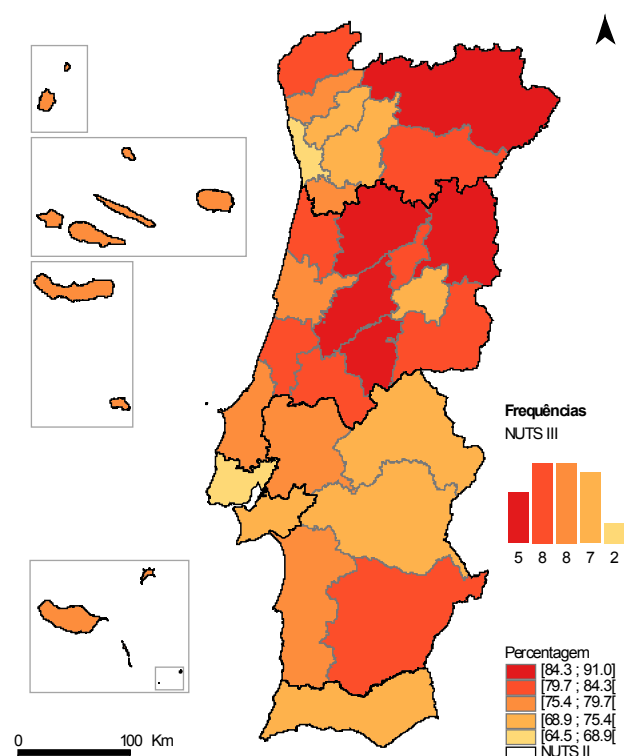 Frequências
NUTS III
5 8 8 7 2
Percentagem
[84.3 ; 91.0]
[79.7 ; 84.3[
[75.4 ; 79.7[
[68.9 ; 75.4[
[64.5 ; 68.9[
NUTS II
0 100 Km